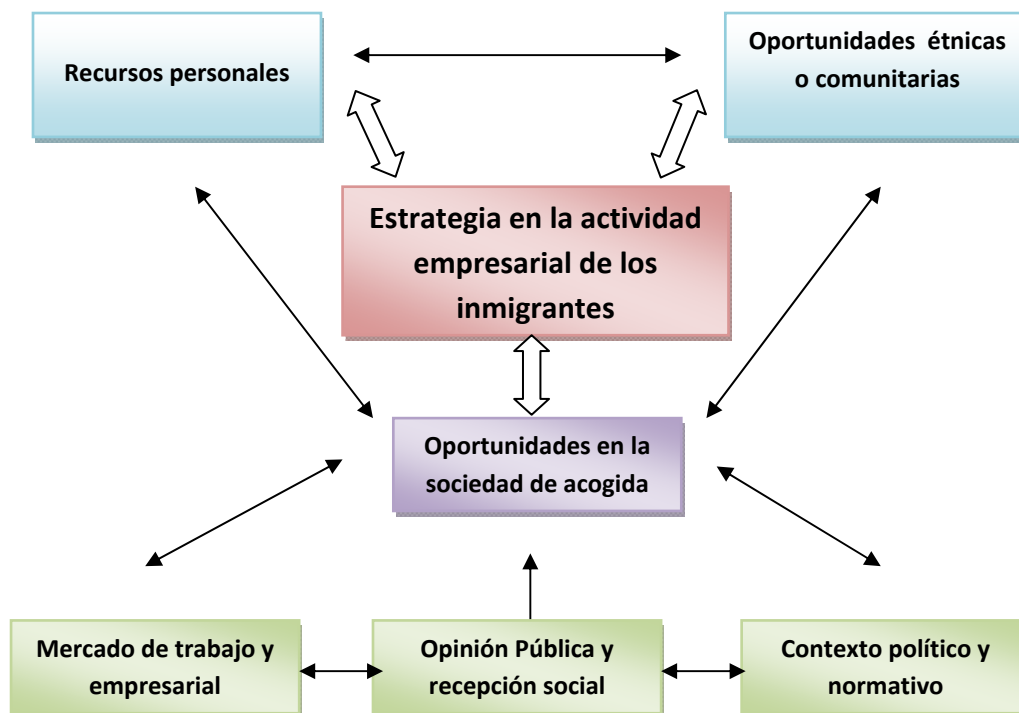 Recursos personales
Oportunidades étnicas
o comunitarias
Estrategia en la actividad
empresarial de los
inmigrantes
Oportunidades en la
sociedad de acogida
Mercado de trabajo y
empresarial
Opinión Pública y
recepción social
Contexto político y
normativo